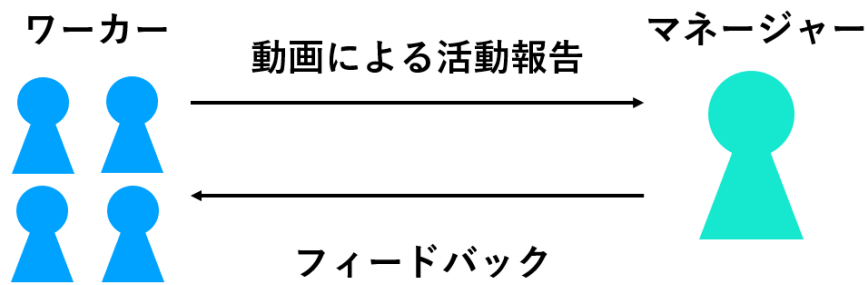 ワーカー
マネージャー
動画による活動報告
フィードバック